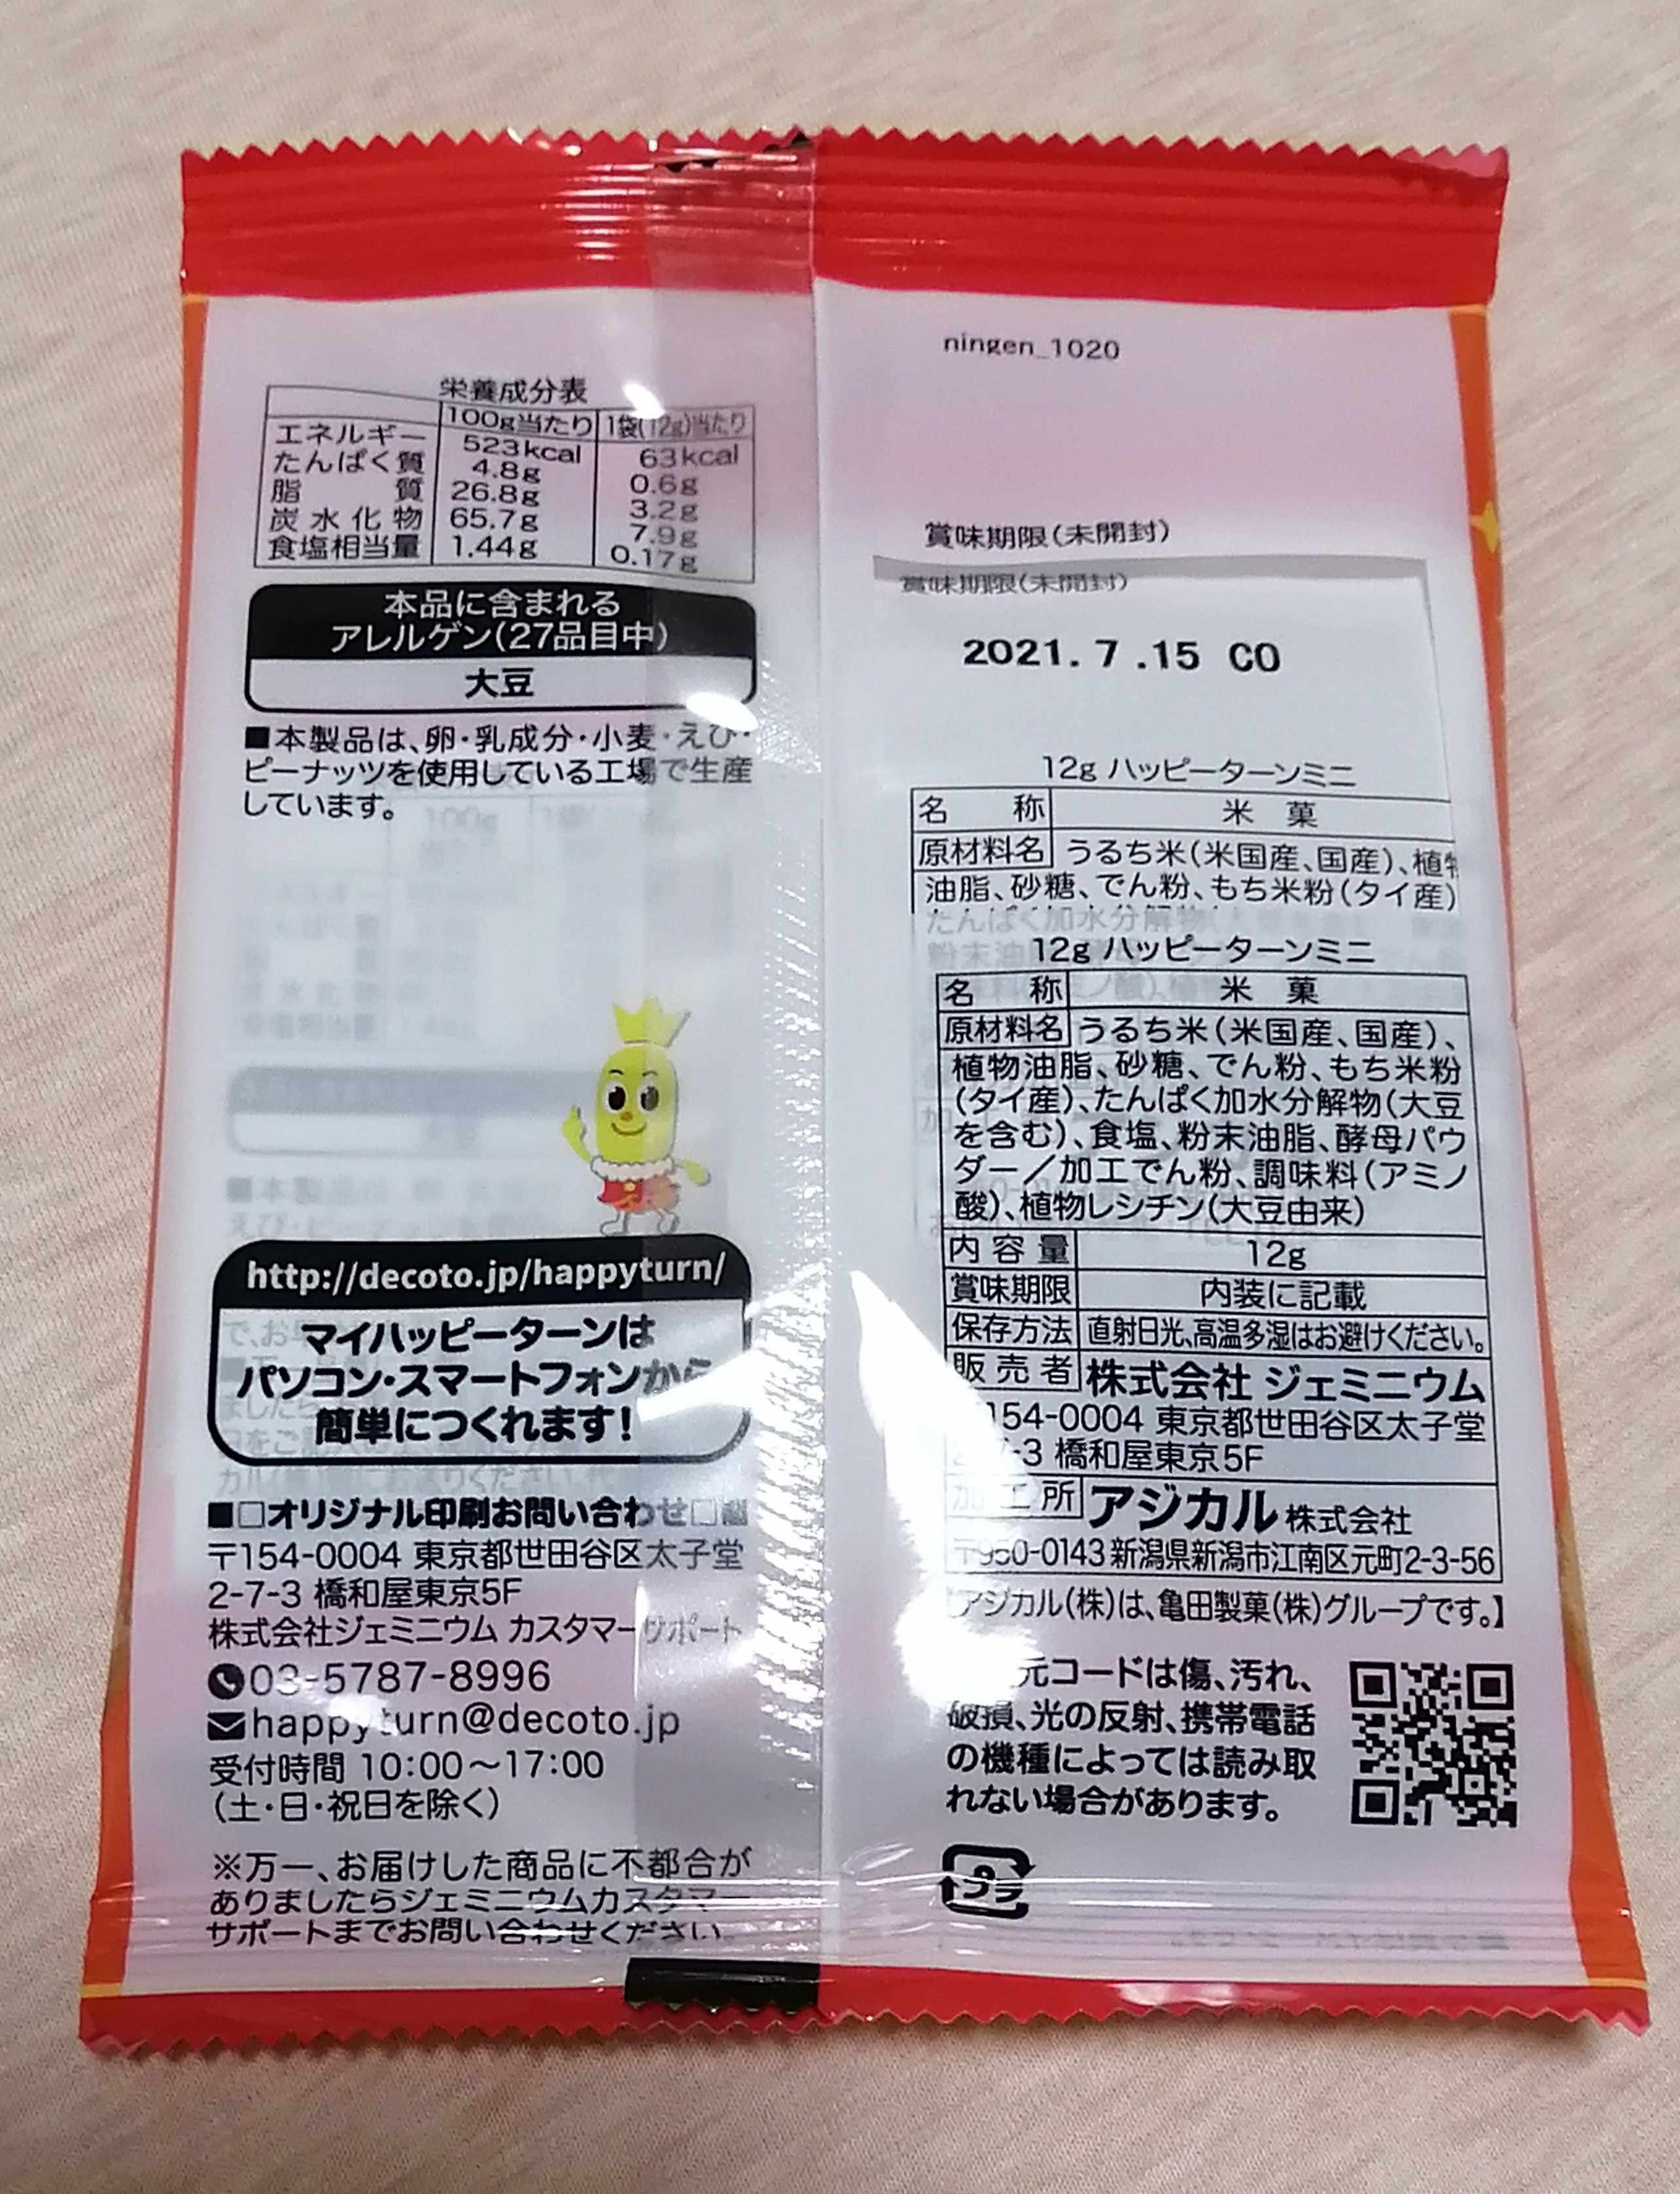 栄養成分表
100g当たり 1袋(12g)当たり
エネルギー 523kcal 63kcal
たんぱく質 4.8g 0.6g
脂質 26.8g 3.2g
炭水化物 65.7g 7.9g
食塩相当量 1.44g 0.17g
本品に含まれる
アレルゲン(27品目中)
大豆
■本製品は、卵・乳成分・小麦・えび・
ピーナッツを使用している工場で生産
しています。
http://decoto.jp/happyturn/
マイハッピーターンは
パソコン・スマートフォンから
簡単につくれます!
■□オリジナル印刷お問い合わせ□■
〒154-0004 東京都世田谷区太子堂
2-7-3 橋和屋東京5F
株式会社ジェミニウム カスタマーサポート
03-5787-8996
happyturn@decoto.jp
受付時間 10:00～17:00
(土・日・祝日を除く)
※万一、お届けした商品に不都合が
ありましたらジェミニウムカスタマー
サポートまでお問い合わせください。
ningen_1020
賞味期限(未開封)
賞味期限(未開封)
2021.7.15 CO
12g ハッピーターンミニ
名称 米菓
原材料名 うるち米(米国産、国産)、植
油脂、砂糖、でん粉、もち米粉(タイ産)
たんぱく加水分解物(
12g ハッピーターンミニ
名称 米菓
原材料名 うるち米(米国産、国産)、
植物油脂、砂糖、でん粉、もち米粉
(タイ産)、たんぱく加水分解物(大豆
を含む)、食塩、粉末油脂、酵母パウ
ダー／加工でん粉、調味料(アミノ
酸)、植物レシチン(大豆由来)
内容量 12g
賞味期限 内装に記載
保存方法 直射日光、高温多湿はお避けください。
販売者 株式会社 ジェミニウム
154-0004 東京都世田谷区太子堂
-3 橋和屋東京5F
加工所 アジカル 株式会社
〒950-0143 新潟県新潟市江南区元町2-3-56
【アジカル(株)は、亀田製菓(株)グループです。】
元コードは傷、汚れ、
破損、光の反射、携帯電話
の機種によっては読み取
れない場合があります。
プラ